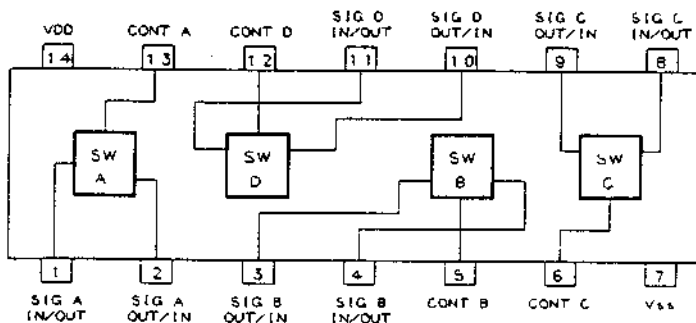 VDD CONT A CONT D SIG D IN/OUT SIG D OUT/IN SIG C OUT/IN SIG C IN/OUT
14 13 12 11 10 9 8
SW A
SW D
SW B
SW C
1 2 3 4 5 6 7
SIG A IN/OUT SIG A OUT/IN SIG B OUT/IN SIG B IN/OUT CONT B CONT C Vss